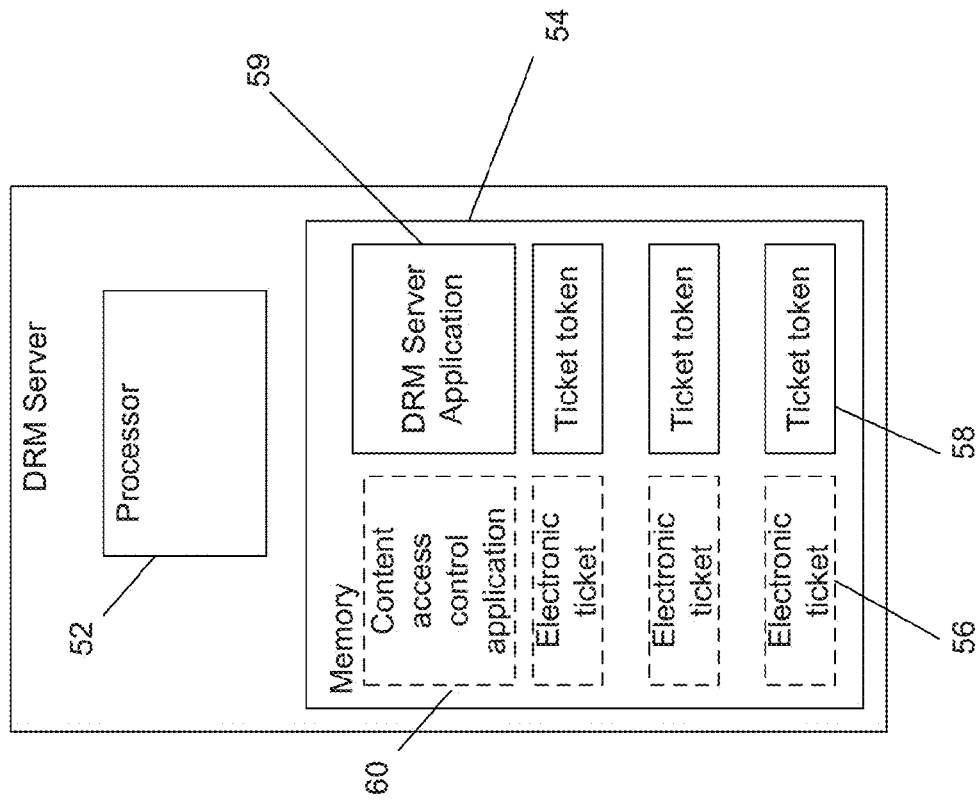 DRM Server
Processor
52
Memory
Content
access
control
application
60
DRM Server
Application
59
54
Electronic
ticket
Ticket token
Electronic
ticket
Ticket token
Electronic
ticket
56
Ticket token
58